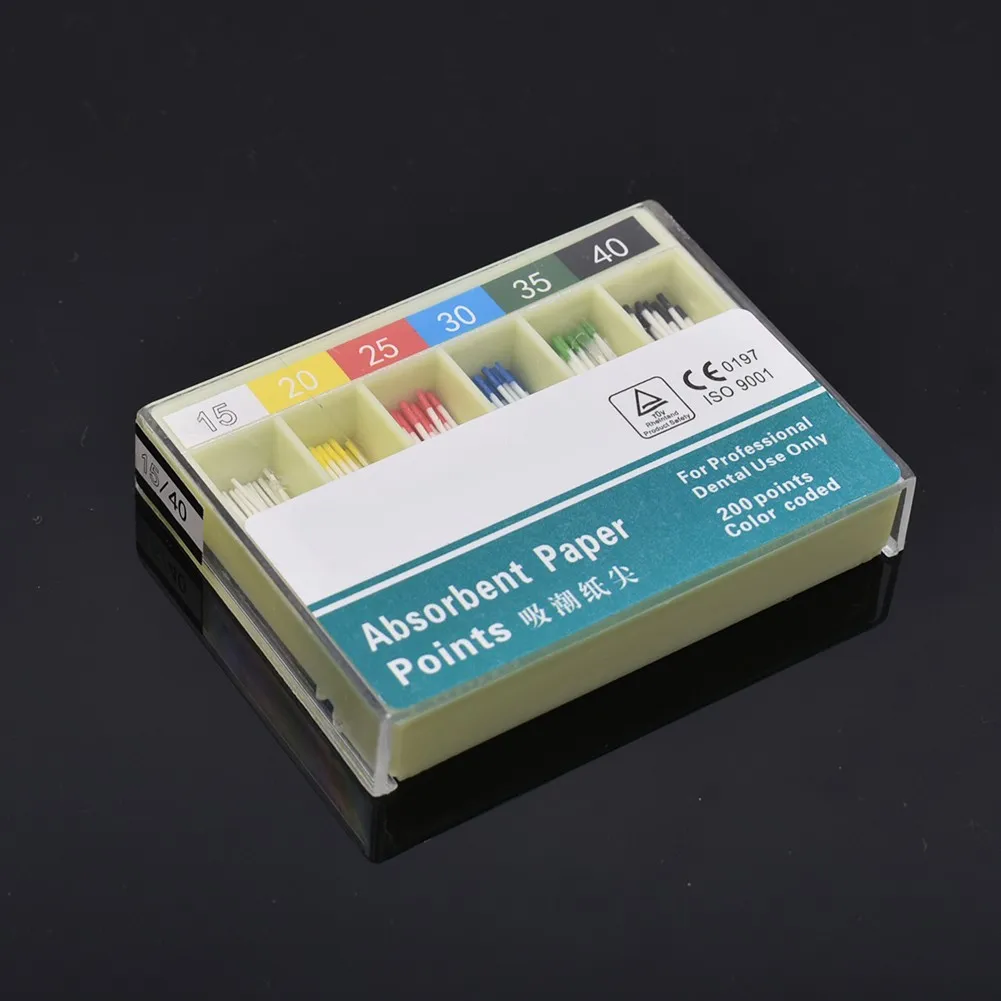 15 20 25 30 35 40
15/40
TÜV
Rheinland
Product Safety
CE 0197
ISO 9001
For Professional
Dental Use Only
200 points
Color coded
Absorbent Paper
Points 吸潮纸尖